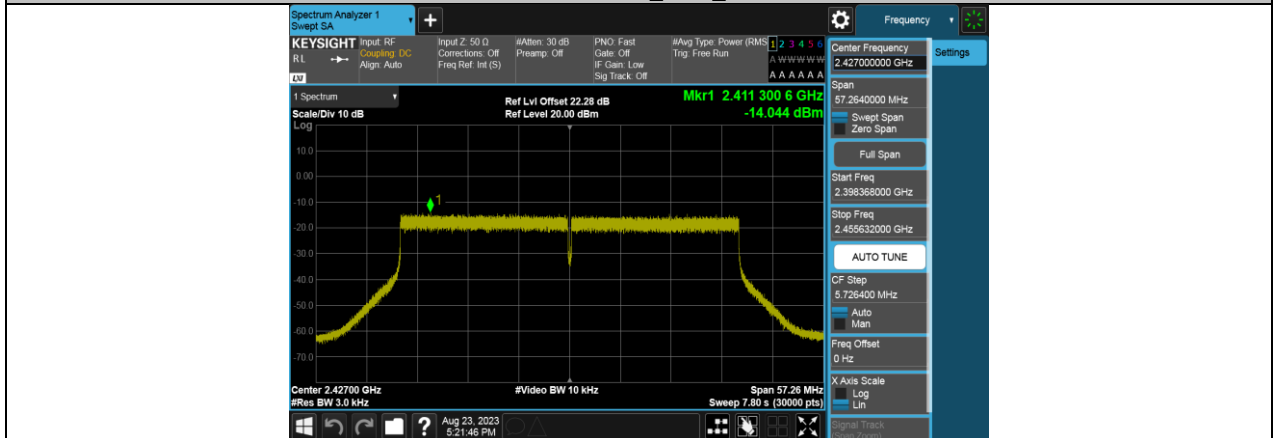 Spectrum Analyzer 1
Swept SA
+
Frequency
KEYSIGHT
RL
LXI
Input: RF
Coupling: DC
Align: Auto
Input Z: 50 Ω
Corrections: Off
Freq Ref: Int (S)
#Atten: 30 dB
Preamp: Off
PNO: Fast
Gate: Off
IF Gain: Low
Sig Track: Off
#Avg Type: Power (RMS
Trig: Free Run
1 2 3 4 5 6
A W W W W W
A A A A A A
Center Frequency
2.427000000 GHz
Settings
1 Spectrum
Scale/Div 10 dB
Ref Lvl Offset 22.28 dB
Ref Level 20.00 dBm
Mkr1 2.411 300 6 GHz
-14.044 dBm
Log
10.0
0.00
-10.0
-20.0
-30.0
-40.0
-50.0
-60.0
-70.0
1
Center 2.42700 GHz
#Res BW 3.0 kHz
#Video BW 10 kHz
Span 57.26 MHz
Sweep 7.80 s (30000 pts)
Span
57.2640000 MHz
Swept Span
Zero Span
Full Span
Start Freq
2.398368000 GHz
Stop Freq
2.455632000 GHz
AUTO TUNE
CF Step
5.726400 MHz
Auto
Man
Freq Offset
0 Hz
X Axis Scale
Log
Lin
Signal Track
(Span Zoom)
?
Aug 23, 2023
5:21:46 PM